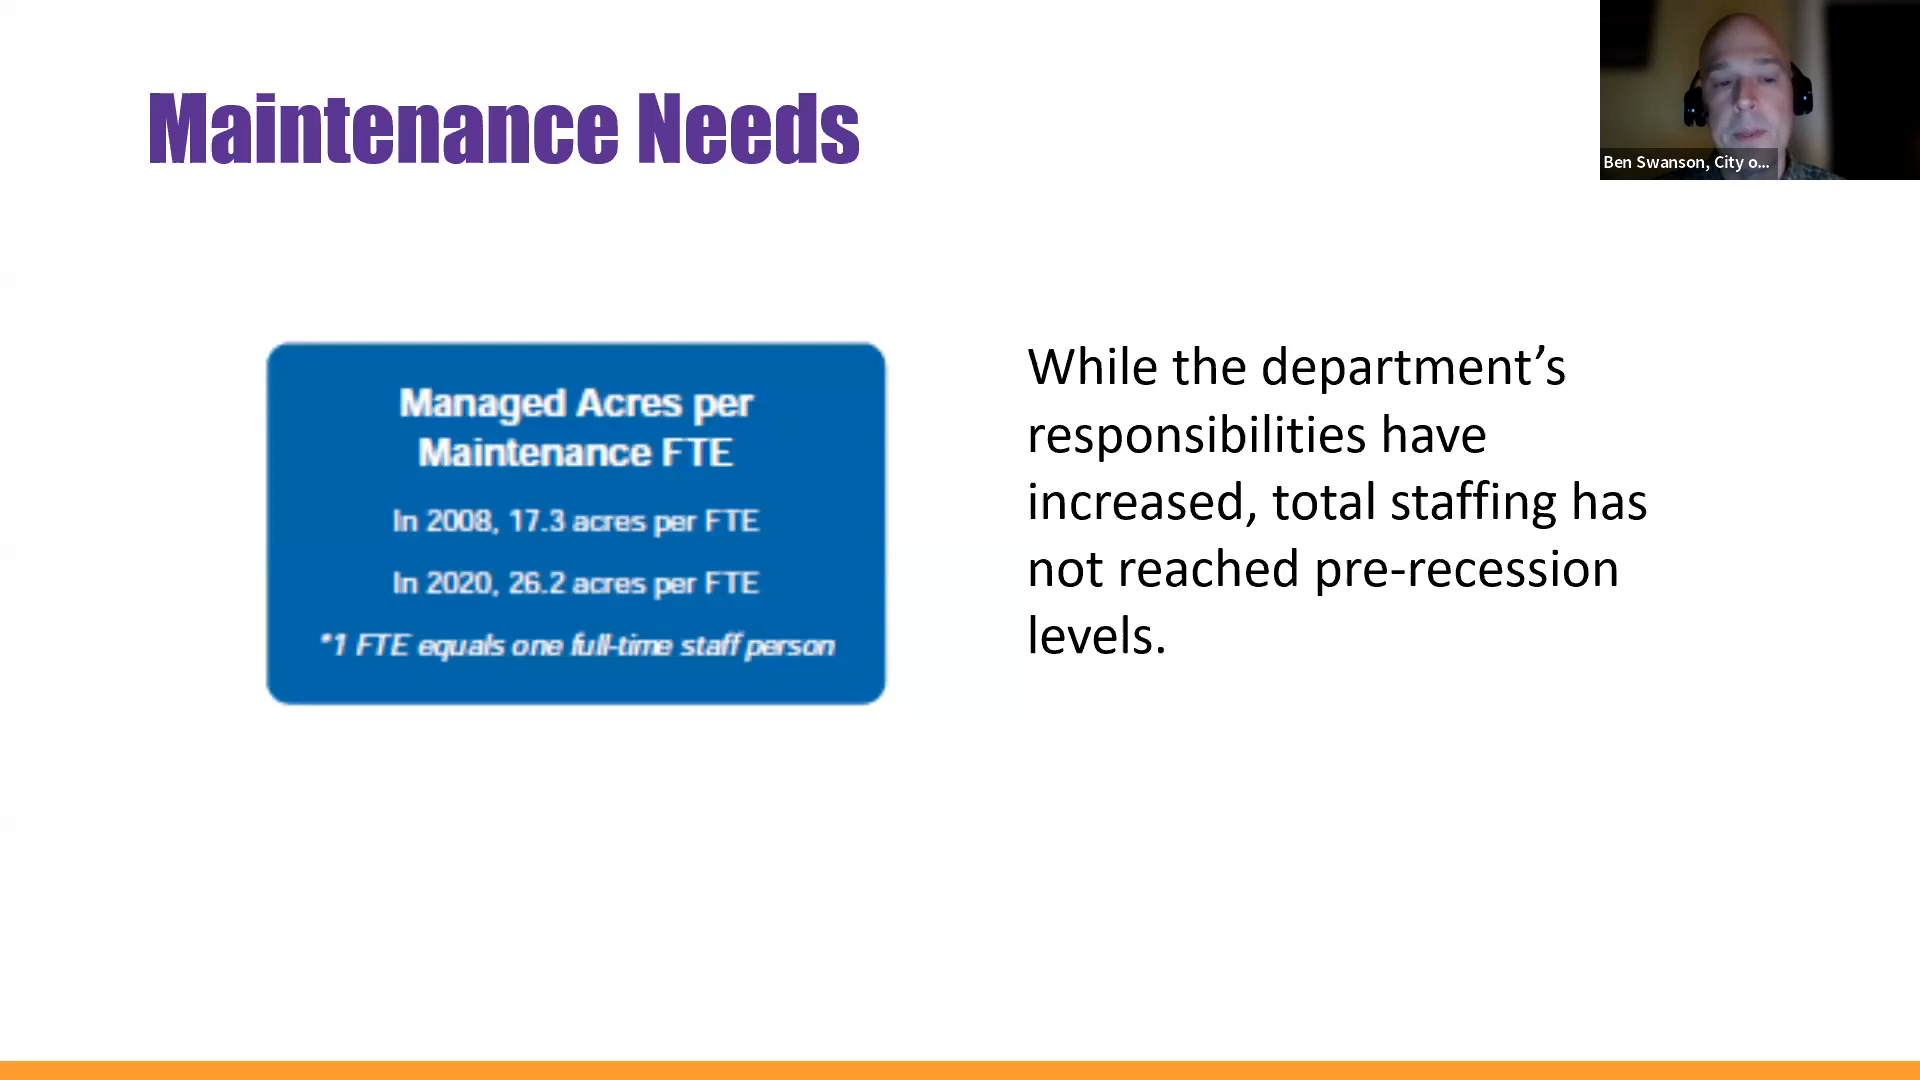 Maintenance Needs
Ben Swanson, City o...
Managed Acres per
Maintenance FTE
In 2008, 17.3 acres per FTE
In 2020, 26.2 acres per FTE
*1 FTE equals one full-time staff person
While the department’s
responsibilities have
increased, total staffing has
not reached pre-recession
levels.